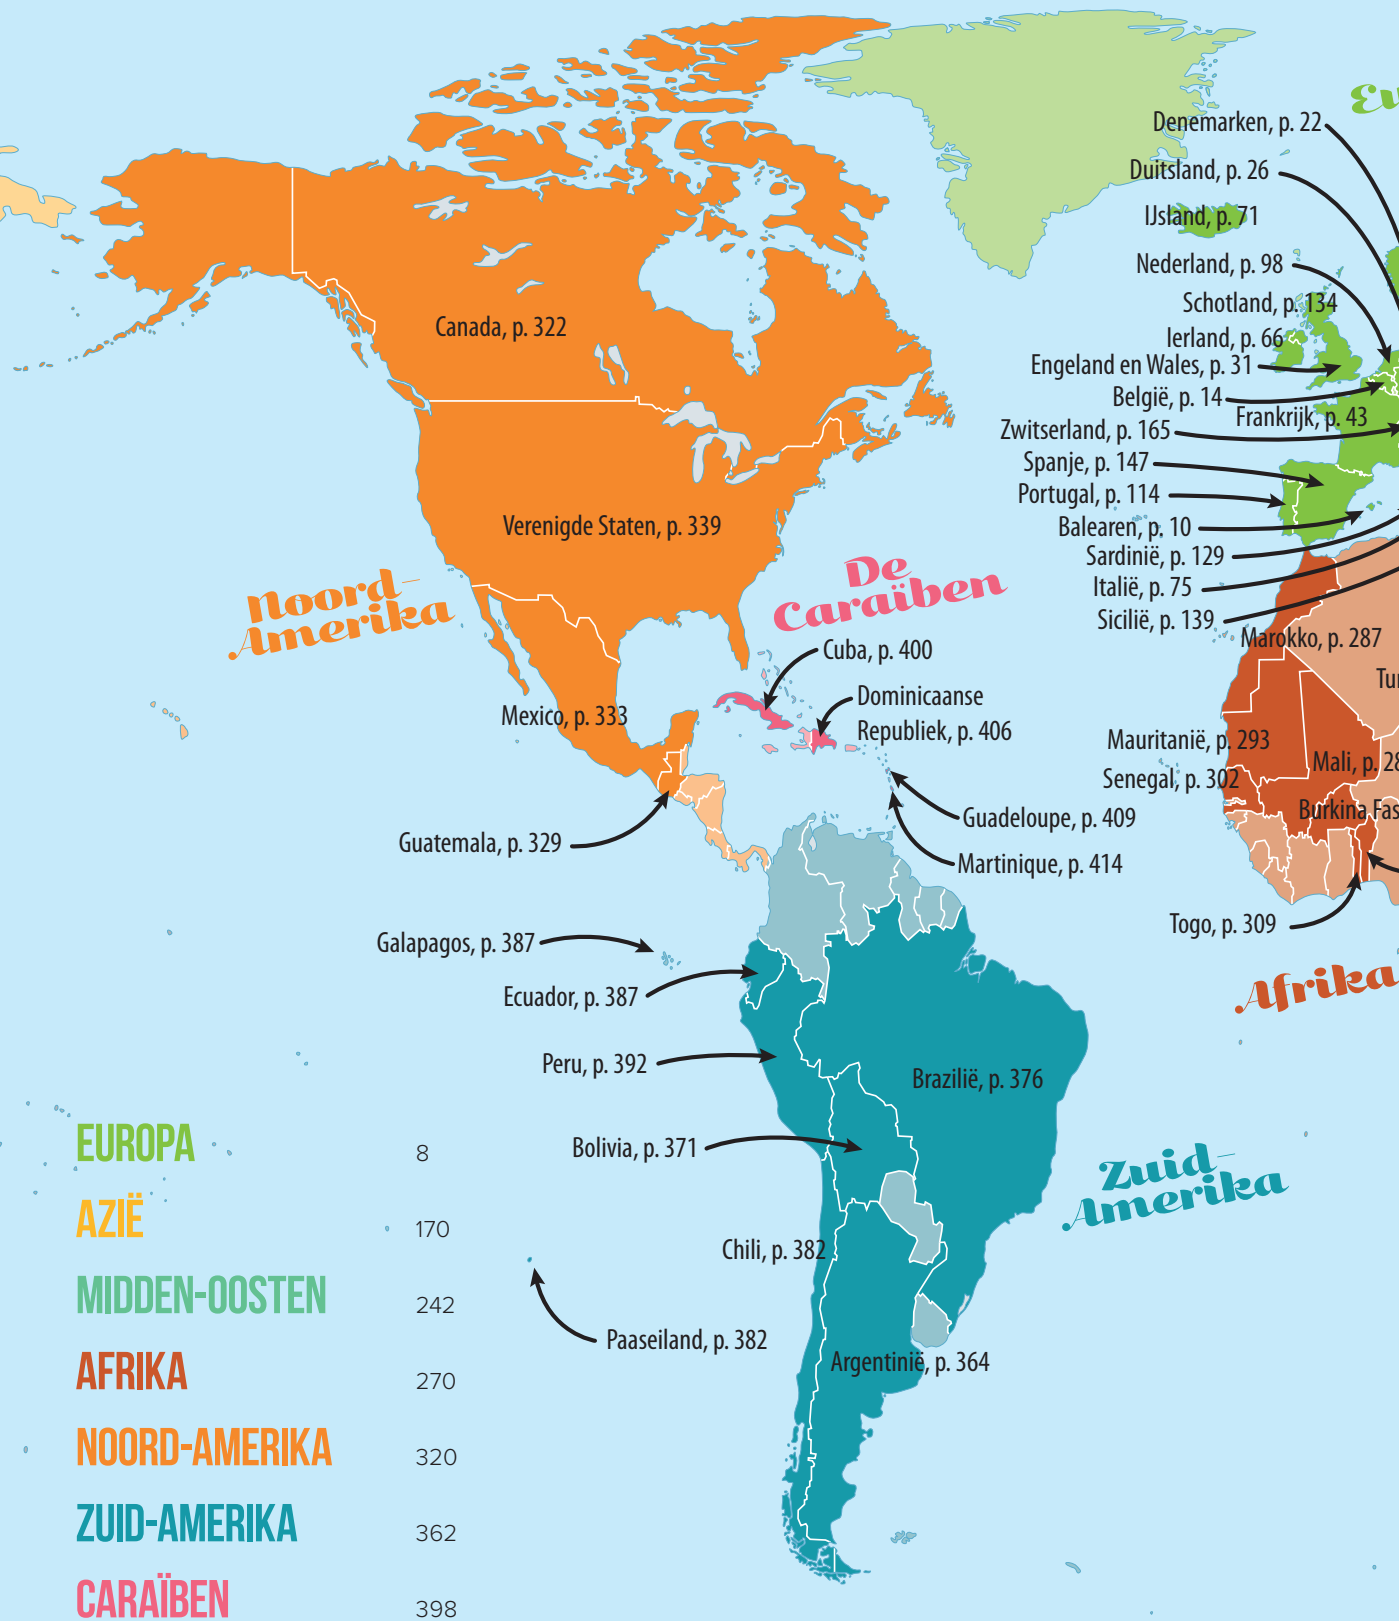 Eu
Denemarken, p. 22
Duitsland, p. 26
IJsland, p. 71
Nederland, p. 98
Schotland, p. 134
Ierland, p. 66
Engeland en Wales, p. 31
België, p. 14
Frankrijk, p. 43
Zwitserland, p. 165
Spanje, p. 147
Portugal, p. 114
Balearen, p. 10
Sardinië, p. 129
Italië, p. 75
Sicilië, p. 139
Canada, p. 322
Verenigde Staten, p. 339
Noord-
Amerika
De
Caraïben
Cuba, p. 400
Dominicaanse
Republiek, p. 406
Mexico, p. 333
Guatemala, p. 329
Guadeloupe, p. 409
Martinique, p. 414
Marokko, p. 287
Tun
Mauritanië, p. 293
Mali, p. 28
Senegal, p. 302
Burkina Fas
Togo, p. 309
Afrika
Galapagos, p. 387
Ecuador, p. 387
Peru, p. 392
Brazilië, p. 376
Bolivia, p. 371
Zuid-
Amerika
Chili, p. 382
Paaseiland, p. 382
Argentinië, p. 364
EUROPA 8
AZIË 170
MIDDEN-OOSTEN 242
AFRIKA 270
NOORD-AMERIKA 320
ZUID-AMERIKA 362
CARAÏBEN 398